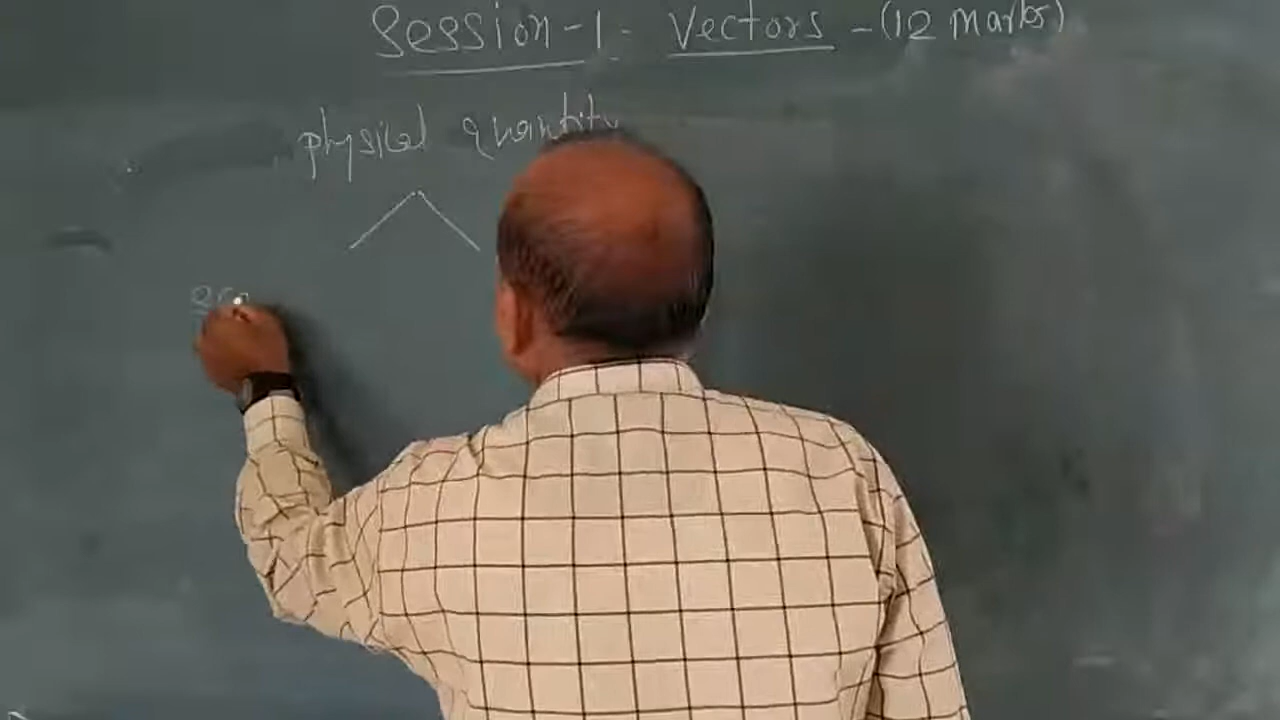 Session-1- Vectors - (12 marks)
physical quantity